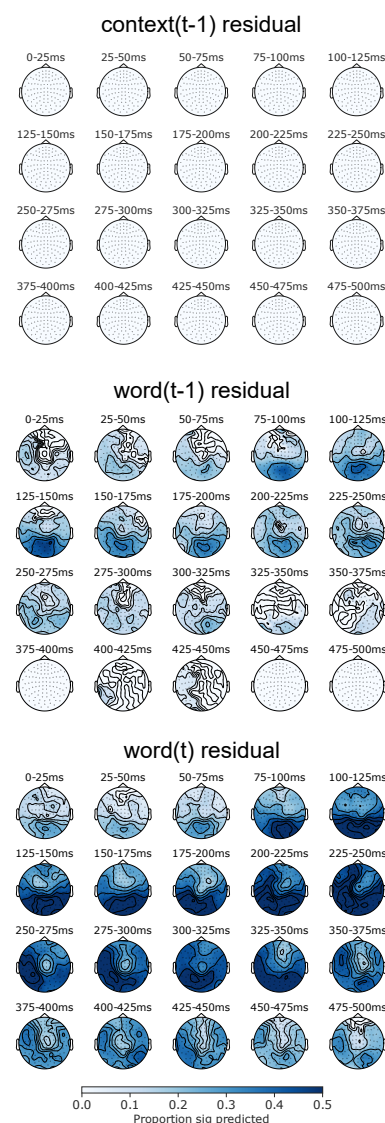 context(t-1) residual
0-25ms 25-50ms 50-75ms 75-100ms 100-125ms
125-150ms 150-175ms 175-200ms 200-225ms 225-250ms
250-275ms 275-300ms 300-325ms 325-350ms 350-375ms
375-400ms 400-425ms 425-450ms 450-475ms 475-500ms
word(t-1) residual
0-25ms 25-50ms 50-75ms 75-100ms 100-125ms
125-150ms 150-175ms 175-200ms 200-225ms 225-250ms
250-275ms 275-300ms 300-325ms 325-350ms 350-375ms
375-400ms 400-425ms 425-450ms 450-475ms 475-500ms
word(t) residual
0-25ms 25-50ms 50-75ms 75-100ms 100-125ms
125-150ms 150-175ms 175-200ms 200-225ms 225-250ms
250-275ms 275-300ms 300-325ms 325-350ms 350-375ms
375-400ms 400-425ms 425-450ms 450-475ms 475-500ms
0.0 0.1 0.2 0.3 0.4 0.5
Proportion sig predicted